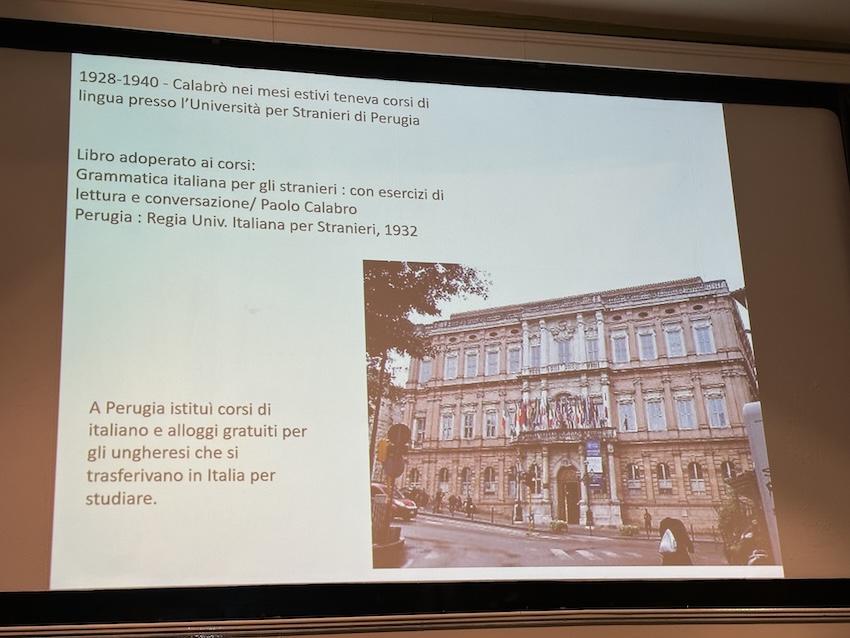 1928-1940 - Calabrò nei mesi estivi teneva corsi di
lingua presso l'Università per Stranieri di Perugia
Libro adoperato ai corsi:
Grammatica italiana per gli stranieri : con esercizi di
lettura e conversazione/ Paolo Calabro
Perugia : Regia Univ. Italiana per Stranieri, 1932
A Perugia istituì corsi di
italiano e alloggi gratuiti per
gli ungheresi che si
trasferivano in Italia per
studiare.